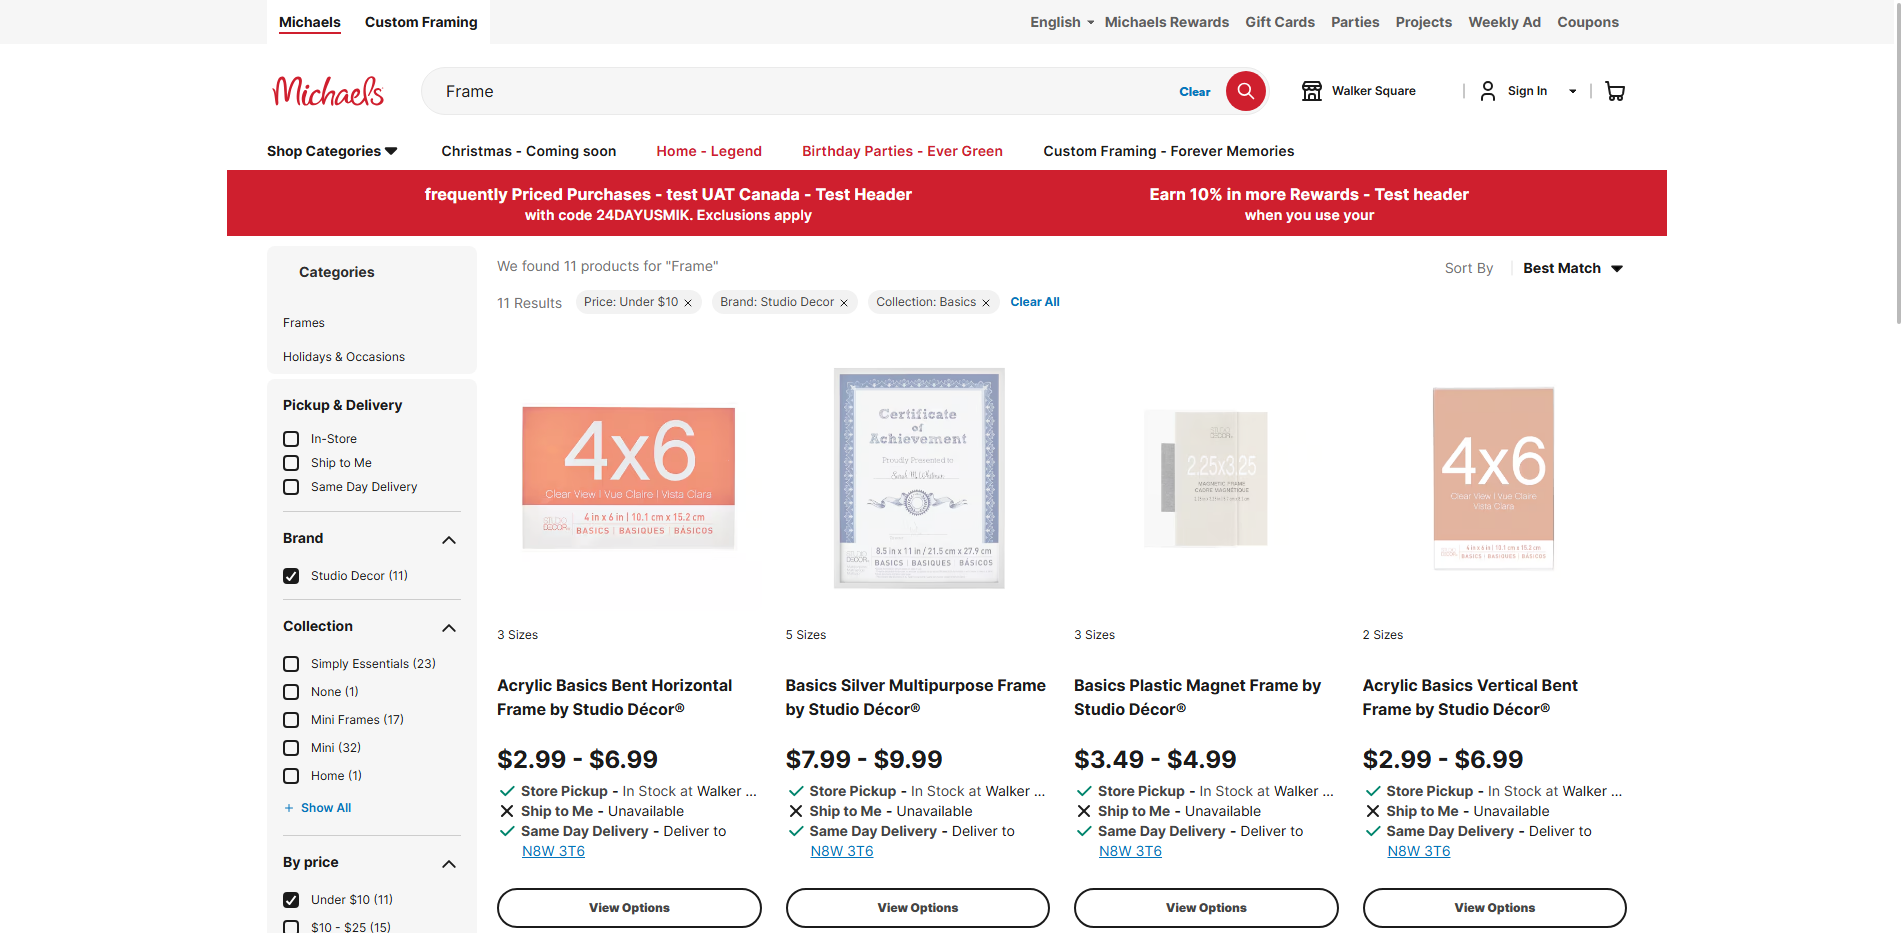 Michaels
Custom Framing
English
Michaels Rewards
Gift Cards
Parties
Projects
Weekly Ad
Coupons
Michaels
Frame
Clear
Walker Square
Sign In
Shop Categories
Christmas - Coming soon
Home - Legend
Birthday Parties - Ever Green
Custom Framing - Forever Memories
frequently Priced Purchases - test UAT Canada - Test Header
with code 24DAYUSMIK. Exclusions apply
Earn 10% in more Rewards - Test header
when you use your
Categories
Frames
Holidays & Occasions
Pickup & Delivery
In-Store
Ship to Me
Same Day Delivery
Brand
Studio Decor (11)
Collection
Simply Essentials (23)
None (1)
Mini Frames (17)
Mini (32)
Home (1)
+ Show All
By price
Under $10 (11)
$10 - $25 (15)
We found 11 products for "Frame"
Sort By
Best Match
11 Results
Price: Under $10
Brand: Studio Decor
Collection: Basics
Clear All
4x6
Clear View | Vue Claire | Vista Clara
STUDIO
DECOR
4 in x 6 in | 10.1 cm x 15.2 cm
BASICS | BASIQUES | BÁSICOS
3 Sizes
Acrylic Basics Bent Horizontal
Frame by Studio Décor®
$2.99 - $6.99
Store Pickup - In Stock at Walker ...
Ship to Me - Unavailable
Same Day Delivery - Deliver to
N8W 3T6
View Options
Certificate
of
Achievement
Proudly Presented to
STUDIO
DECOR
8.5 in x 11 in / 21.5 cm x 27.9 cm
BASICS | BASIQUES | BÁSICOS
5 Sizes
Basics Silver Multipurpose Frame
by Studio Décor®
$7.99 - $9.99
Store Pickup - In Stock at Walker ...
Ship to Me - Unavailable
Same Day Delivery - Deliver to
N8W 3T6
View Options
STUDIO
DECOR
2.25x3.25
MAGNETIC FRAME
CADRE MAGNÉTIQUE
3 Sizes
Basics Plastic Magnet Frame by
Studio Décor®
$3.49 - $4.99
Store Pickup - In Stock at Walker ...
Ship to Me - Unavailable
Same Day Delivery - Deliver to
N8W 3T6
View Options
4x6
Clear View | Vue Claire
Vista Clara
STUDIO
DECOR
4 in x 6 in | 10.1 cm x 15.2 cm
BASICS | BASIQUES | BÁSICOS
2 Sizes
Acrylic Basics Vertical Bent
Frame by Studio Décor®
$2.99 - $6.99
Store Pickup - In Stock at Walker ...
Ship to Me - Unavailable
Same Day Delivery - Deliver to
N8W 3T6
View Options